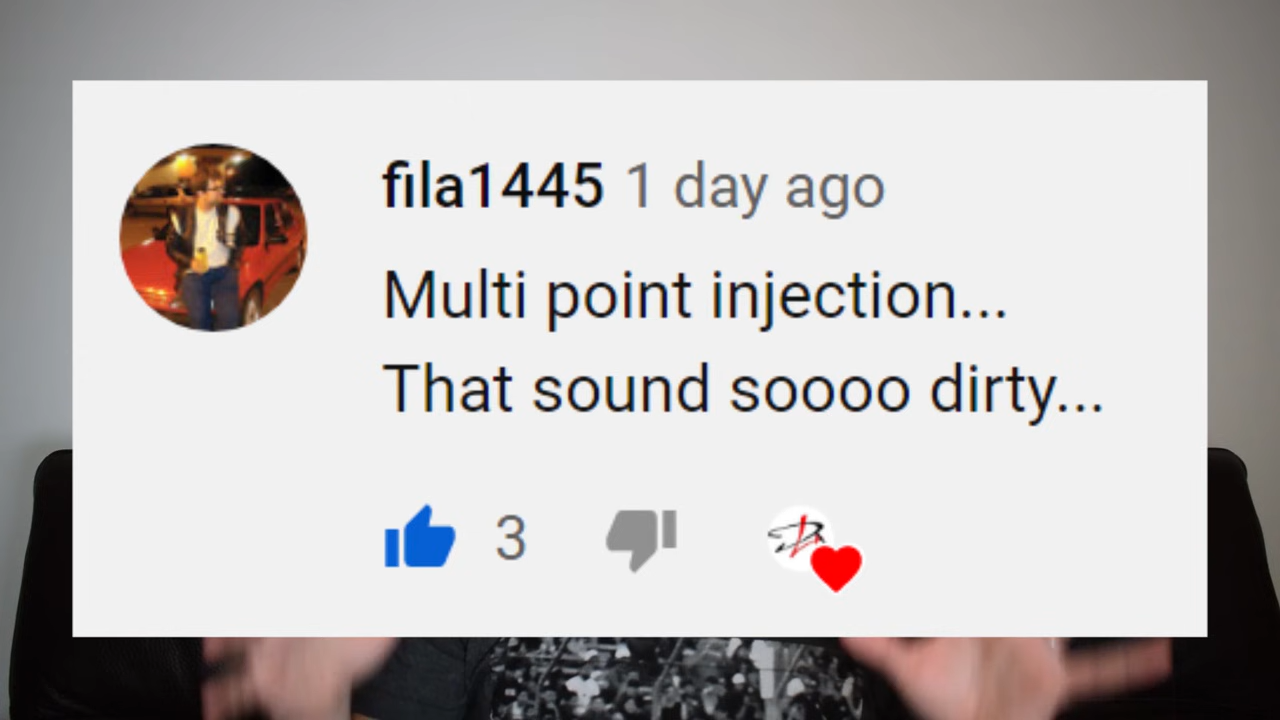 fila1445 1 day ago
Multi point injection...
That sound soooo dirty...
3